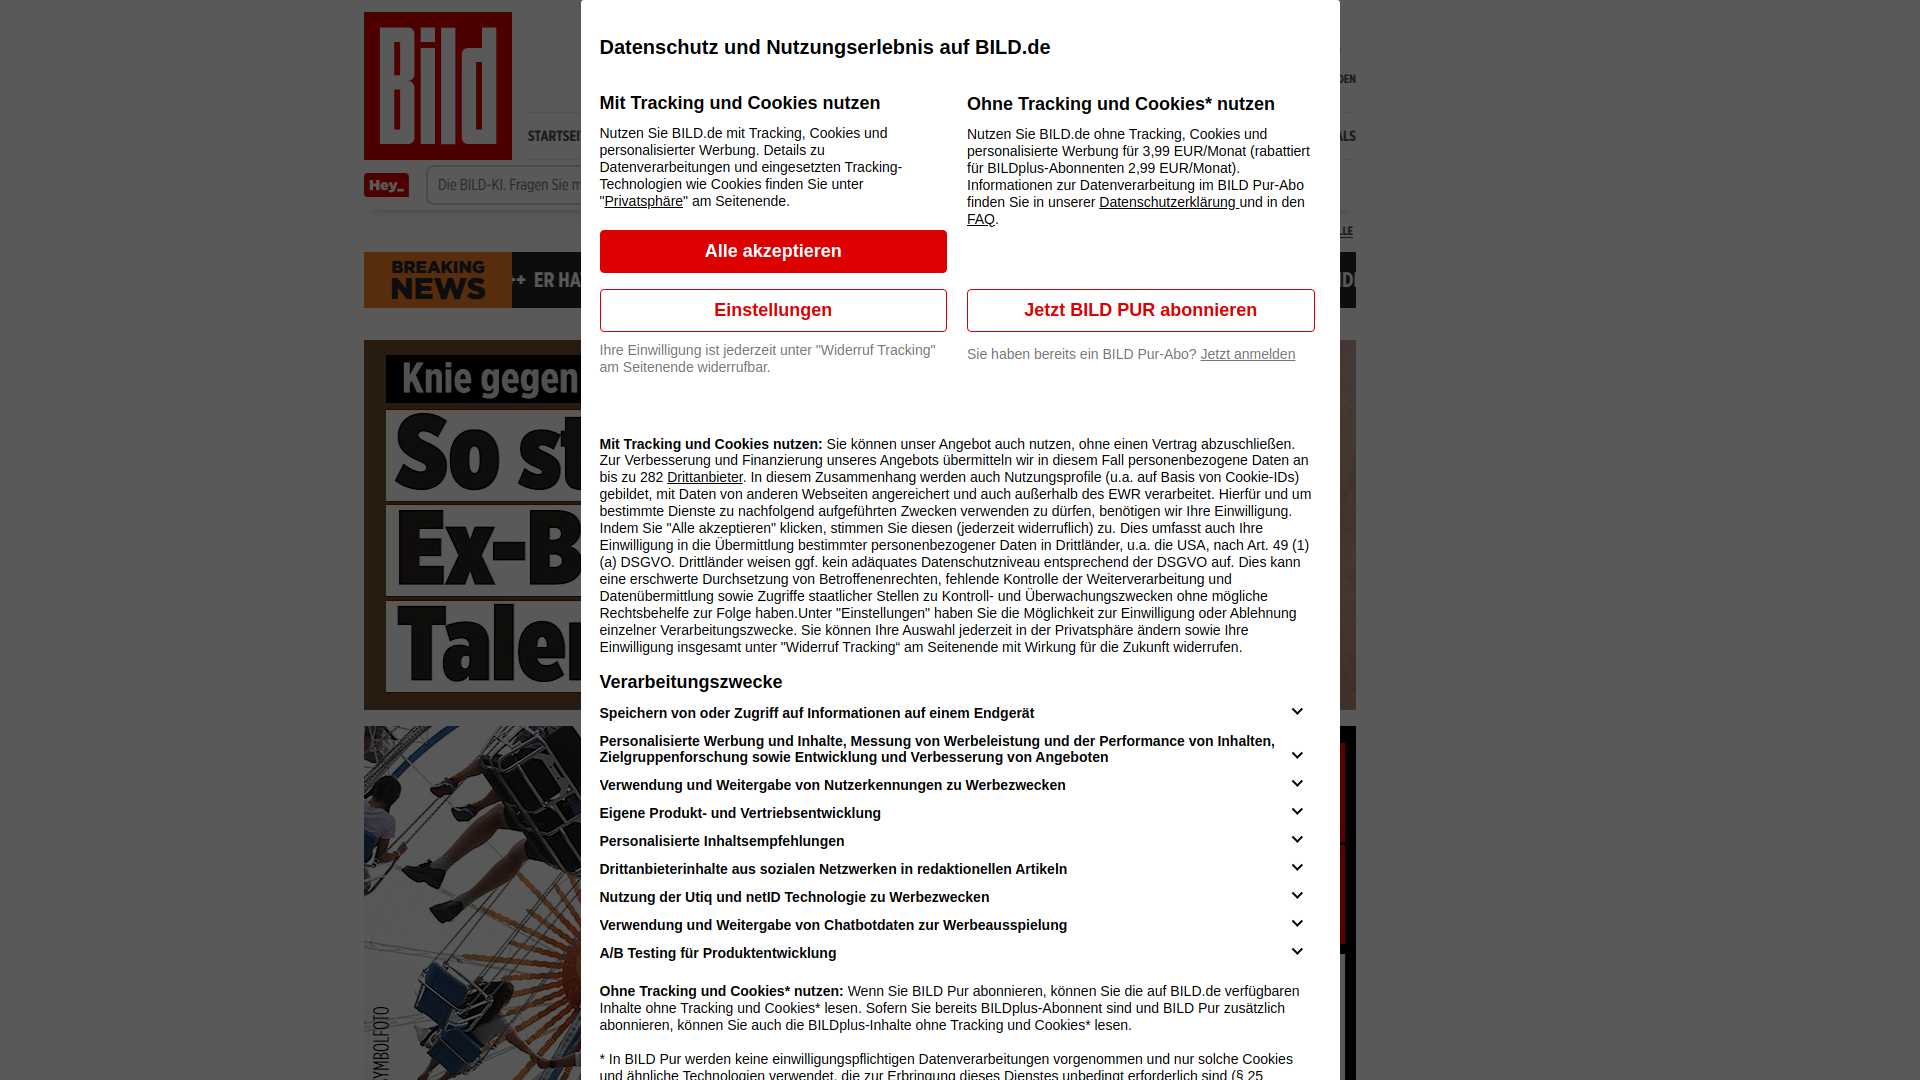 Bild
DEN
STARTSEI
ALS
Hey_
Die BILD-KI. Fragen Sie m
LLE
BREAKING
NEWS
ER HA
Knie gegen
So st
Ex-B
Talen
SYMBOLFOTO
Datenschutz und Nutzungserlebnis auf BILD.de
Mit Tracking und Cookies nutzen
Nutzen Sie BILD.de mit Tracking, Cookies und
personalisierter Werbung. Details zu
Datenverarbeitungen und eingesetzten Tracking-
Technologien wie Cookies finden Sie unter
"Privatsphäre" am Seitenende.
Alle akzeptieren
Einstellungen
Ihre Einwilligung ist jederzeit unter "Widerruf Tracking"
am Seitenende widerrufbar.
Ohne Tracking und Cookies* nutzen
Nutzen Sie BILD.de ohne Tracking, Cookies und
personalisierte Werbung für 3,99 EUR/Monat (rabattiert
für BILDplus-Abonnenten 2,99 EUR/Monat).
Informationen zur Datenverarbeitung im BILD Pur-Abo
finden Sie in unserer Datenschutzerklärung und in den
FAQ.
Jetzt BILD PUR abonnieren
Sie haben bereits ein BILD Pur-Abo? Jetzt anmelden
Mit Tracking und Cookies nutzen: Sie können unser Angebot auch nutzen, ohne einen Vertrag abzuschließen.
Zur Verbesserung und Finanzierung unseres Angebots übermitteln wir in diesem Fall personenbezogene Daten an
bis zu 282 Drittanbieter. In diesem Zusammenhang werden auch Nutzungsprofile (u.a. auf Basis von Cookie-IDs)
gebildet, mit Daten von anderen Webseiten angereichert und auch außerhalb des EWR verarbeitet. Hierfür und um
bestimmte Dienste zu nachfolgend aufgeführten Zwecken verwenden zu dürfen, benötigen wir Ihre Einwilligung.
Indem Sie "Alle akzeptieren" klicken, stimmen Sie diesen (jederzeit widerruflich) zu. Dies umfasst auch Ihre
Einwilligung in die Übermittlung bestimmter personenbezogener Daten in Drittländer, u.a. die USA, nach Art. 49 (1)
(a) DSGVO. Drittländer weisen ggf. kein adäquates Datenschutzniveau entsprechend der DSGVO auf. Dies kann
eine erschwerte Durchsetzung von Betroffenenrechten, fehlende Kontrolle der Weiterverarbeitung und
Datenübermittlung sowie Zugriffe staatlicher Stellen zu Kontroll- und Überwachungszwecken ohne mögliche
Rechtsbehelfe zur Folge haben.Unter "Einstellungen" haben Sie die Möglichkeit zur Einwilligung oder Ablehnung
einzelner Verarbeitungszwecke. Sie können Ihre Auswahl jederzeit in der Privatsphäre ändern sowie Ihre
Einwilligung insgesamt unter "Widerruf Tracking" am Seitenende mit Wirkung für die Zukunft widerrufen.
Verarbeitungszwecke
Speichern von oder Zugriff auf Informationen auf einem Endgerät
Personalisierte Werbung und Inhalte, Messung von Werbeleistung und der Performance von Inhalten,
Zielgruppenforschung sowie Entwicklung und Verbesserung von Angeboten
Verwendung und Weitergabe von Nutzerkennungen zu Werbezwecken
Eigene Produkt- und Vertriebsentwicklung
Personalisierte Inhaltsempfehlungen
Drittanbieterinhalte aus sozialen Netzwerken in redaktionellen Artikeln
Nutzung der Utiq und netID Technologie zu Werbezwecken
Verwendung und Weitergabe von Chatbotdaten zur Werbeausspielung
A/B Testing für Produktentwicklung
Ohne Tracking und Cookies* nutzen: Wenn Sie BILD Pur abonnieren, können Sie die auf BILD.de verfügbaren
Inhalte ohne Tracking und Cookies* lesen. Sofern Sie bereits BILDplus-Abonnent sind und BILD Pur zusätzlich
abonnieren, können Sie auch die BILDplus-Inhalte ohne Tracking und Cookies* lesen.
* In BILD Pur werden keine einwilligungspflichtigen Datenverarbeitungen vorgenommen und nur solche Cookies
und ähnliche Technologien verwendet, die zur Erbringung dieses Dienstes unbedingt erforderlich sind (§ 25